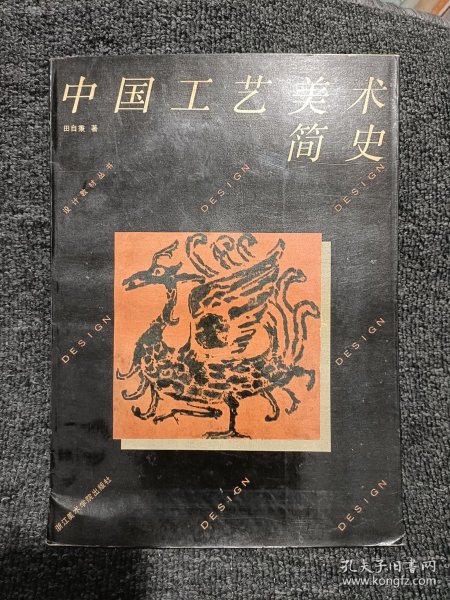 中国工艺美术
简史
田自秉 著
设计教材丛书
DESIGN
DESIGN
DESIGN
DESIGN
DESIGN
DESIGN
浙江美术学院出版社
孔夫子旧书网
www.kongfz.com